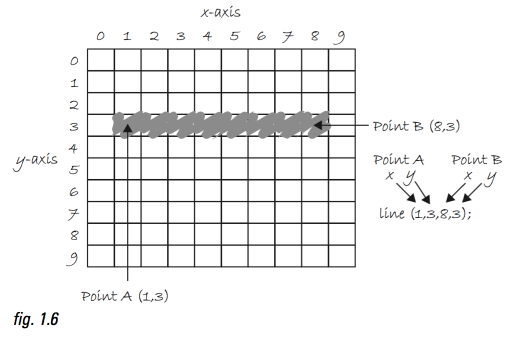 x-axis
0 1 2 3 4 5 6 7 8 9
0
1
2
3
4
5
6
7
8
9
y-axis
Point B (8,3)
Point A Point B
x y x y
line (1,3,8,3);
Point A (1,3)
fig. 1.6